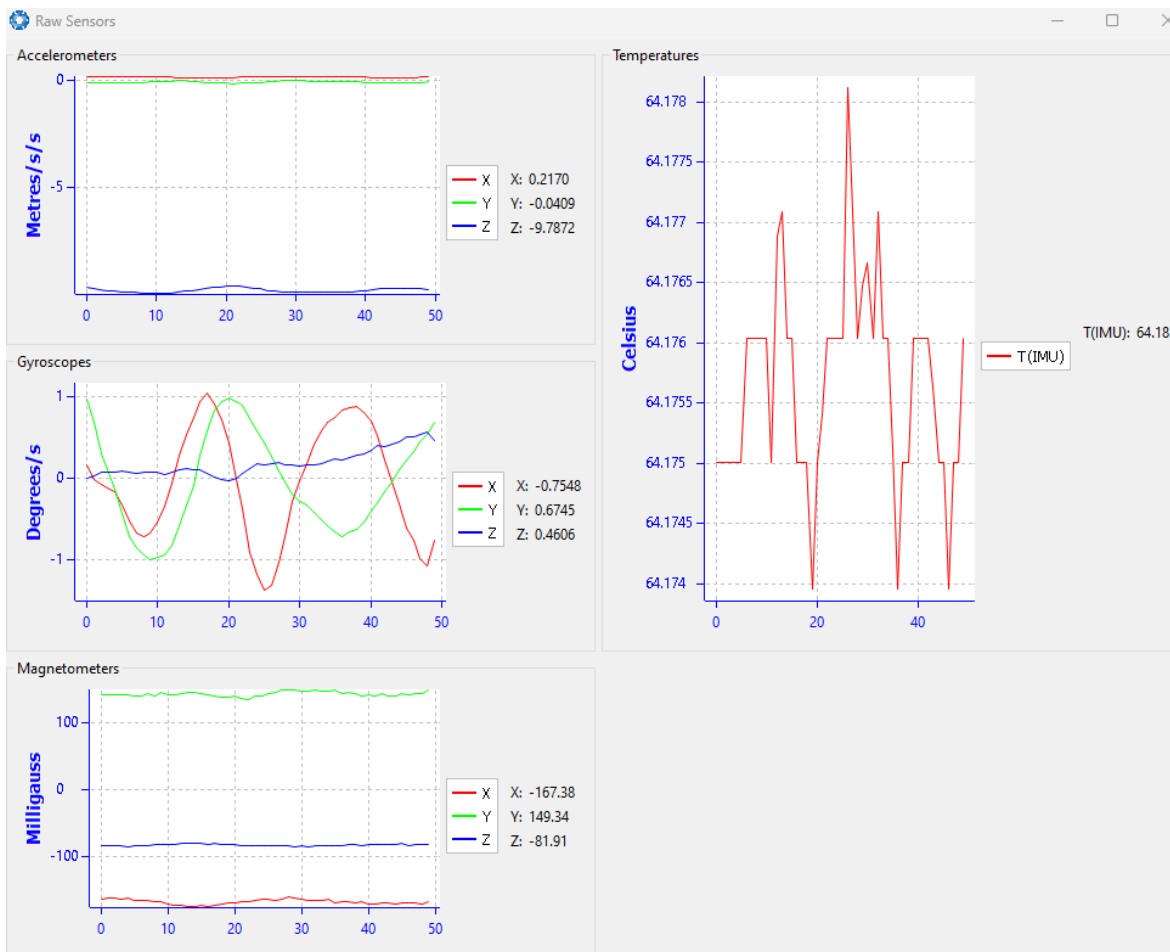 Raw Sensors
Accelerometers
Metres/s/s
0
-5
0 10 20 30 40 50
X X: 0.2170
Y Y: -0.0409
Z Z: -9.7872
Temperatures
Celsius
64.178
64.1775
64.177
64.1765
64.176
64.1755
64.175
64.1745
64.174
0 20 40
T(IMU)
T(IMU): 64.18
Gyroscopes
Degrees/s
1
0
-1
0 10 20 30 40 50
X X: -0.7548
Y Y: 0.6745
Z Z: 0.4606
Magnetometers
Milligauss
100
0
-100
0 10 20 30 40 50
X X: -167.38
Y Y: 149.34
Z Z: -81.91